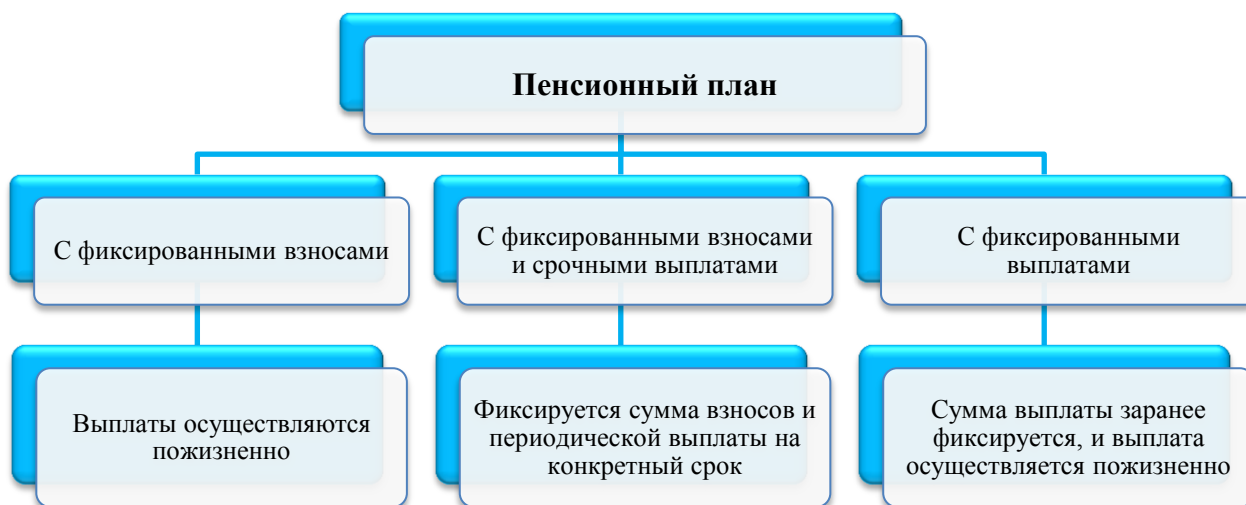 Пенсионный план
С фиксированными взносами
С фиксированными взносами
и срочными выплатами
С фиксированными
выплатами
Выплаты осуществляются
пожизненно
Фиксируется сумма взносов и
периодической выплаты на
конкретный срок
Сумма выплаты заранее
фиксируется, и выплата
осуществляется пожизненно